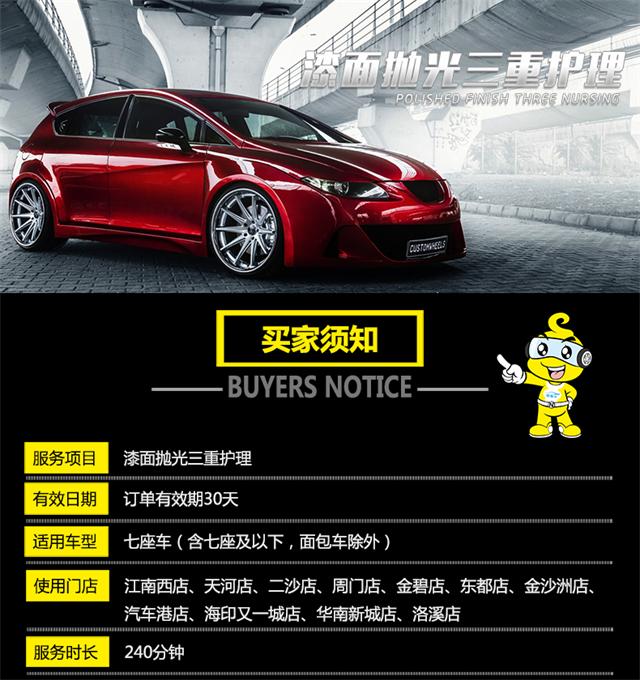 漆面抛光三重护理
POLISHED FINISH THREE NURSING
CUSTOMWHEELS
买家须知
BUYERS NOTICE
服务项目 漆面抛光三重护理
有效日期 订单有效期30天
适用车型 七座车（含七座及以下，面包车除外）
使用门店 江南西店、天河店、二沙店、周门店、金碧店、东都店、金沙洲店、
汽车港店、海印又一城店、华南新城店、洛溪店
服务时长 240分钟